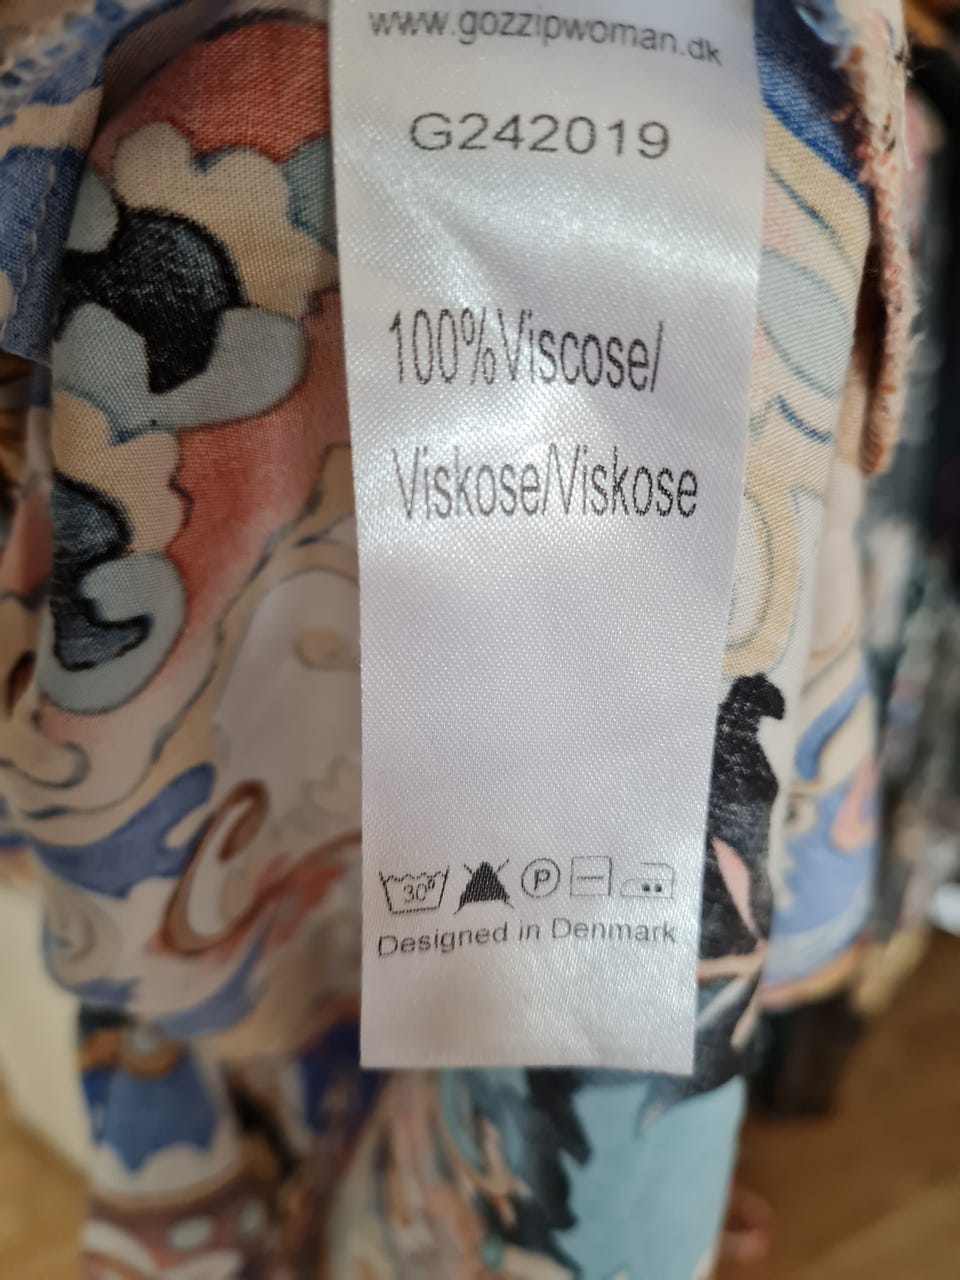 www.gozzipwoman.dk
G242019
100%Viscose/
Viskose/Viskose
30° P
Designed in Denmark